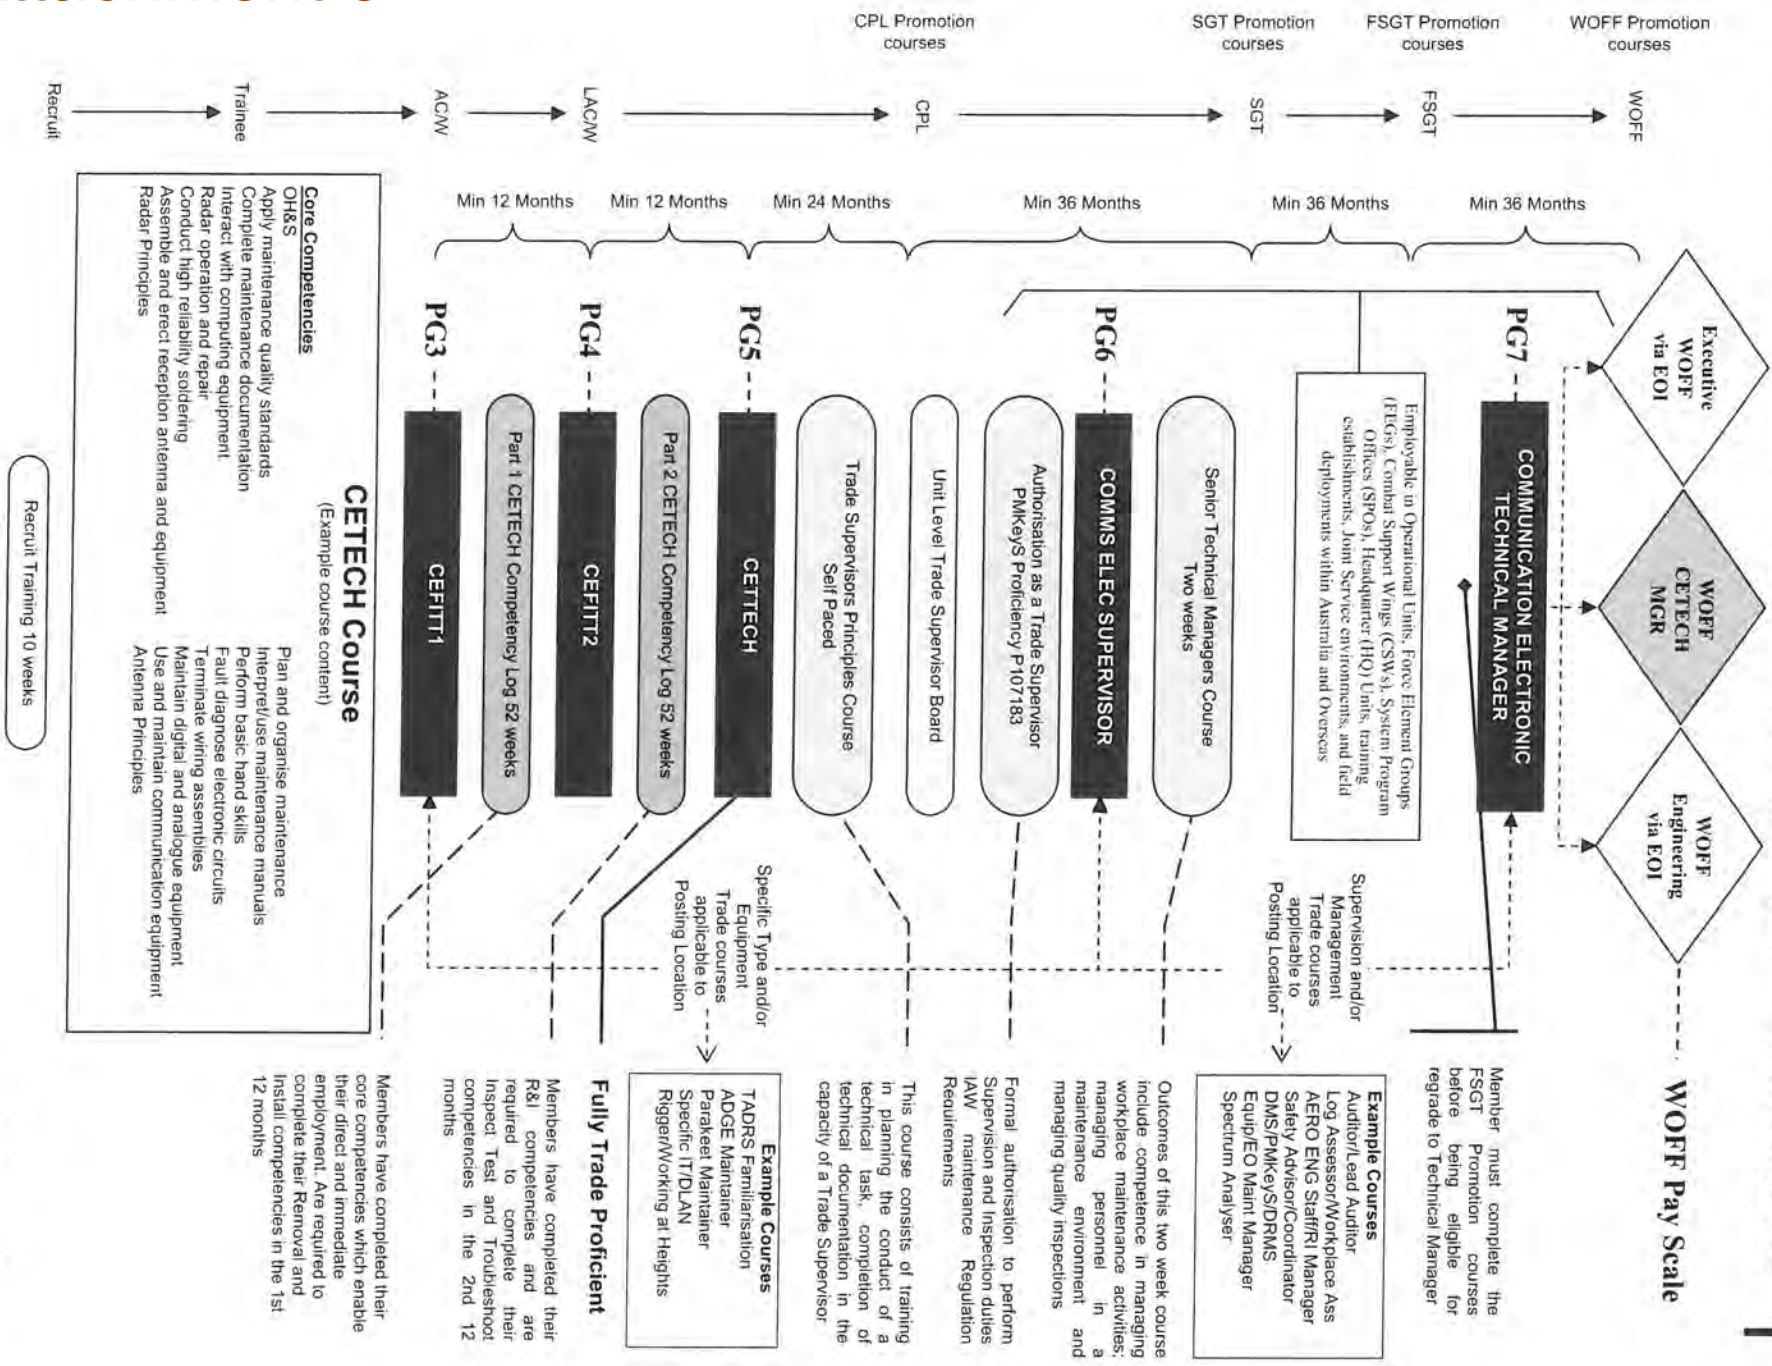 CPL Promotion
courses
SGT Promotion
courses
FSGT Promotion
courses
WOFF Promotion
courses
Recruit
Trainee
AC/W
LAC/W
CPL
SGT
FSGT
WOFF
Min 12 Months
Min 12 Months
Min 24 Months
Min 36 Months
Min 36 Months
Min 36 Months
Executive
WOFF
via EOI
WOFF
CETECH
MGR
WOFF
Engineering
via EOI
WOFF Pay Scale
PG7
COMMUNICATION ELECTRONIC
TECHNICAL MANAGER
Member must complete the
FSGT Promotion courses
before being eligible for
regrade to Technical Manager
Employable in Operational Units, Force Element Groups
(FEGs), Combat Support Wings (CSWs), System Program
Offices (SPOs), Headquarter (HQ) Units, training
establishments, Joint Service environments, and field
deployments within Australia and Overseas
Supervision and/or
Management
Trade courses
applicable to
Posting Location
Example Courses
Auditor/Lead Auditor
Log Assessor/Workplace Ass
AERO ENG Staff/RI Manager
Safety Advisor/Coordinator
DMS/PMKeyS/DRMS
Equip/EO Maint Manager
Spectrum Analyser
Senior Technical Managers Course
Two weeks
Outcomes of this two week course
include competence in managing
workplace maintenance activities;
managing personnel in a
maintenance environment and
managing quality inspections
PG6
COMMS ELEC SUPERVISOR
Authorisation as a Trade Supervisor
PMKeyS Proficiency P107183
Formal authorisation to perform
Supervision and Inspection duties
IAW maintenance Regulation
Requirements
Unit Level Trade Supervisor Board
Trade Supervisors Principles Course
Self Paced
This course consists of training
in planning the conduct of a
technical task, completion of
technical documentation in the
capacity of a Trade Supervisor
PG5
CETTECH
Specific Type and/or
Equipment
Trade courses
applicable to
Posting Location
Example Courses
TADRS Familiarisation
ADGE Maintainer
Parakeet Maintainer
Specific IT/DLAN
Rigger/Working at Heights
Fully Trade Proficient
Part 2 CETECH Competency Log 52 weeks
Members have completed their
R&I competencies and are
required to complete their
Inspect Test and Troubleshoot
competencies in the 2nd 12
months
PG4
CEFITT2
Part 1 CETECH Competency Log 52 weeks
PG3
CEFITT1
Members have completed their
core competencies which enable
their direct and immediate
employment. Are required to
complete their Removal and
Install competencies in the 1st
12 months
CETECH Course
(Example course content)
Core Competencies
OH&S
Apply maintenance quality standards
Complete maintenance documentation
Interact with computing equipment
Radar operation and repair
Conduct high reliability soldering
Assemble and erect reception antenna and equipment
Radar Principles
Plan and organise maintenance
Interpret/use maintenance manuals
Perform basic hand skills
Fault diagnose electronic circuits
Terminate wiring assemblies
Maintain digital and analogue equipment
Use and maintain communication equipment
Antenna Principles
Recruit Training 10 weeks